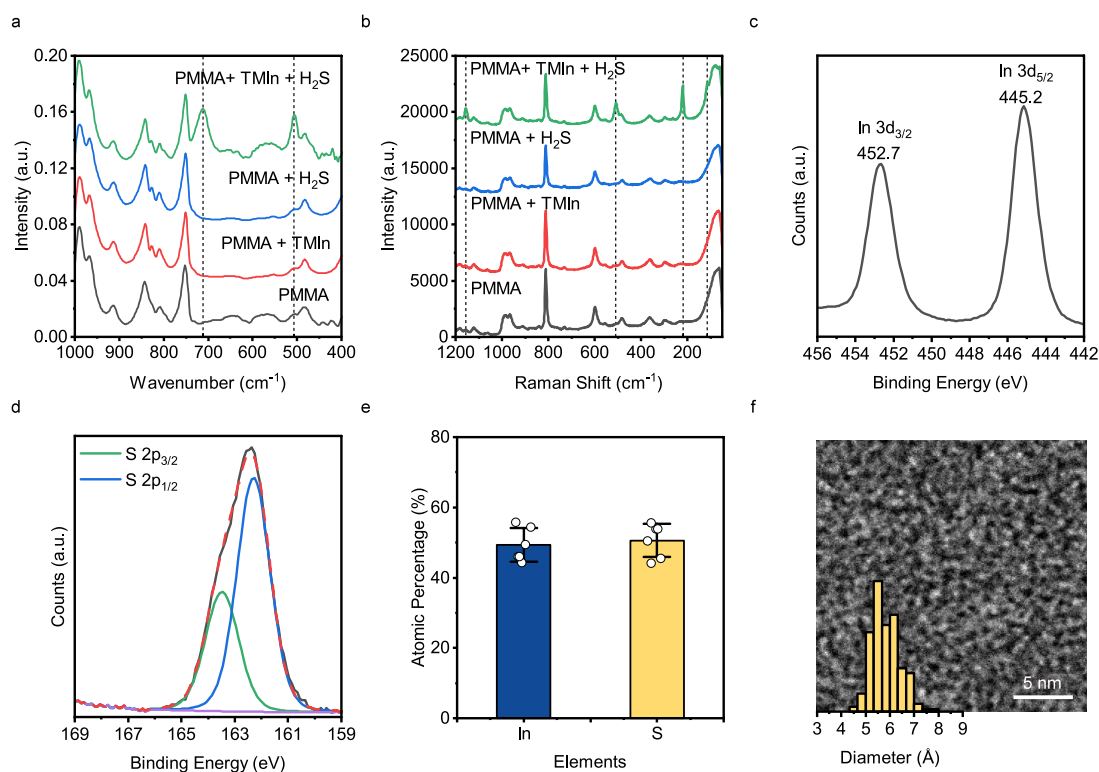 a
0.20
0.16
0.12
0.08
0.04
0.00
Intensity (a.u.)
PMMA+ TMIn + H₂S
PMMA + H₂S
PMMA + TMIn
PMMA
1000 900 800 700 600 500 400
Wavenumber (cm⁻¹)
b
25000
20000
15000
10000
5000
0
Intensity (a.u.)
PMMA+ TMIn + H₂S
PMMA + H₂S
PMMA + TMIn
PMMA
1200 1000 800 600 400 200
Raman Shift (cm⁻¹)
c
Counts (a.u.)
In 3d₅/₂
445.2
In 3d₃/₂
452.7
456 454 452 450 448 446 444 442
Binding Energy (eV)
d
Counts (a.u.)
S 2p₃/₂
S 2p₁/₂
169 167 165 163 161 159
Binding Energy (eV)
e
80
60
40
20
0
Atomic Percentage (%)
In S
Elements
f
5 nm
3 4 5 6 7 8 9
Diameter (Å)